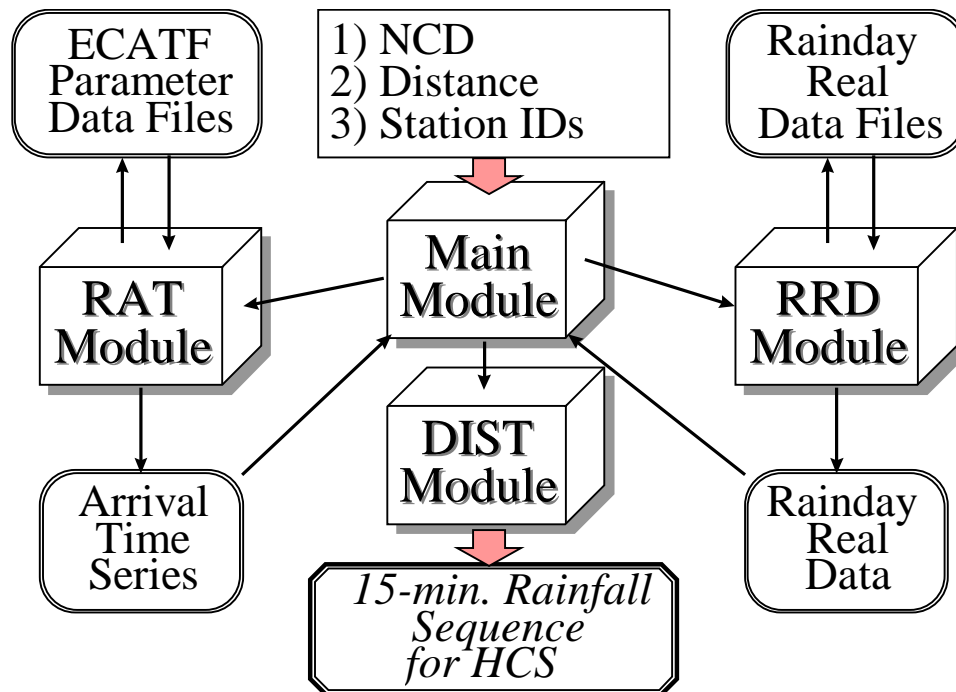 ECATF
Parameter
Data Files
1) NCD
2) Distance
3) Station IDs
Rainday
Real
Data Files
RAT
Module
Main
Module
RRD
Module
DIST
Module
Arrival
Time
Series
Rainday
Real
Data
15-min. Rainfall
Sequence
for HCS